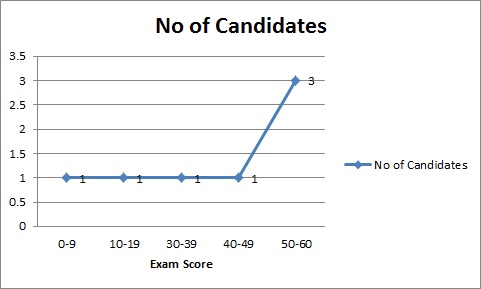 No of Candidates
3.5
3
2.5
2
1.5
1
0.5
0
1 1 1 1 3
0-9 10-19 30-39 40-49 50-60
Exam Score
No of Candidates